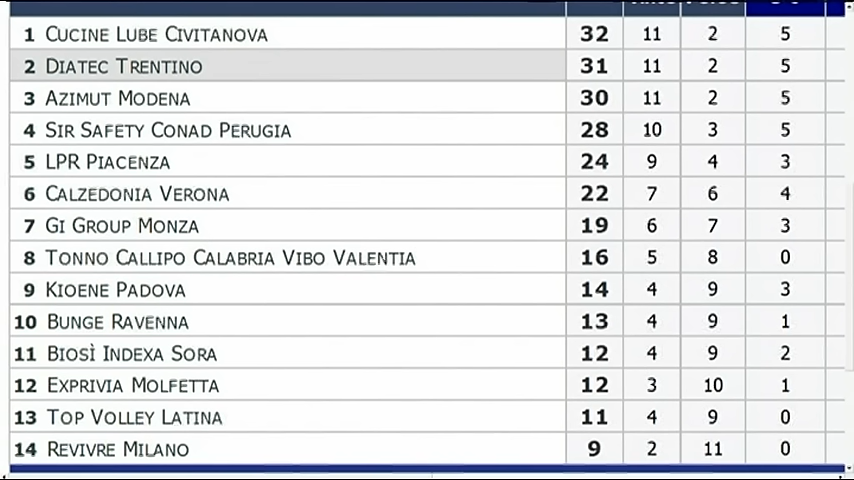 1 CUCINE LUBE CIVITANOVA 32 11 2 5
2 DIATEC TRENTINO 31 11 2 5
3 AZIMUT MODENA 30 11 2 5
4 SIR SAFETY CONAD PERUGIA 28 10 3 5
5 LPR PIACENZA 24 9 4 3
6 CALZEDONIA VERONA 22 7 6 4
7 GI GROUP MONZA 19 6 7 3
8 TONNO CALLIPO CALABRIA VIBO VALENTIA 16 5 8 0
9 KIOENE PADOVA 14 4 9 3
10 BUNGE RAVENNA 13 4 9 1
11 BIOSÌ INDEXA SORA 12 4 9 2
12 EXPRIVIA MOLFETTA 12 3 10 1
13 TOP VOLLEY LATINA 11 4 9 0
14 REVIVRE MILANO 9 2 11 0